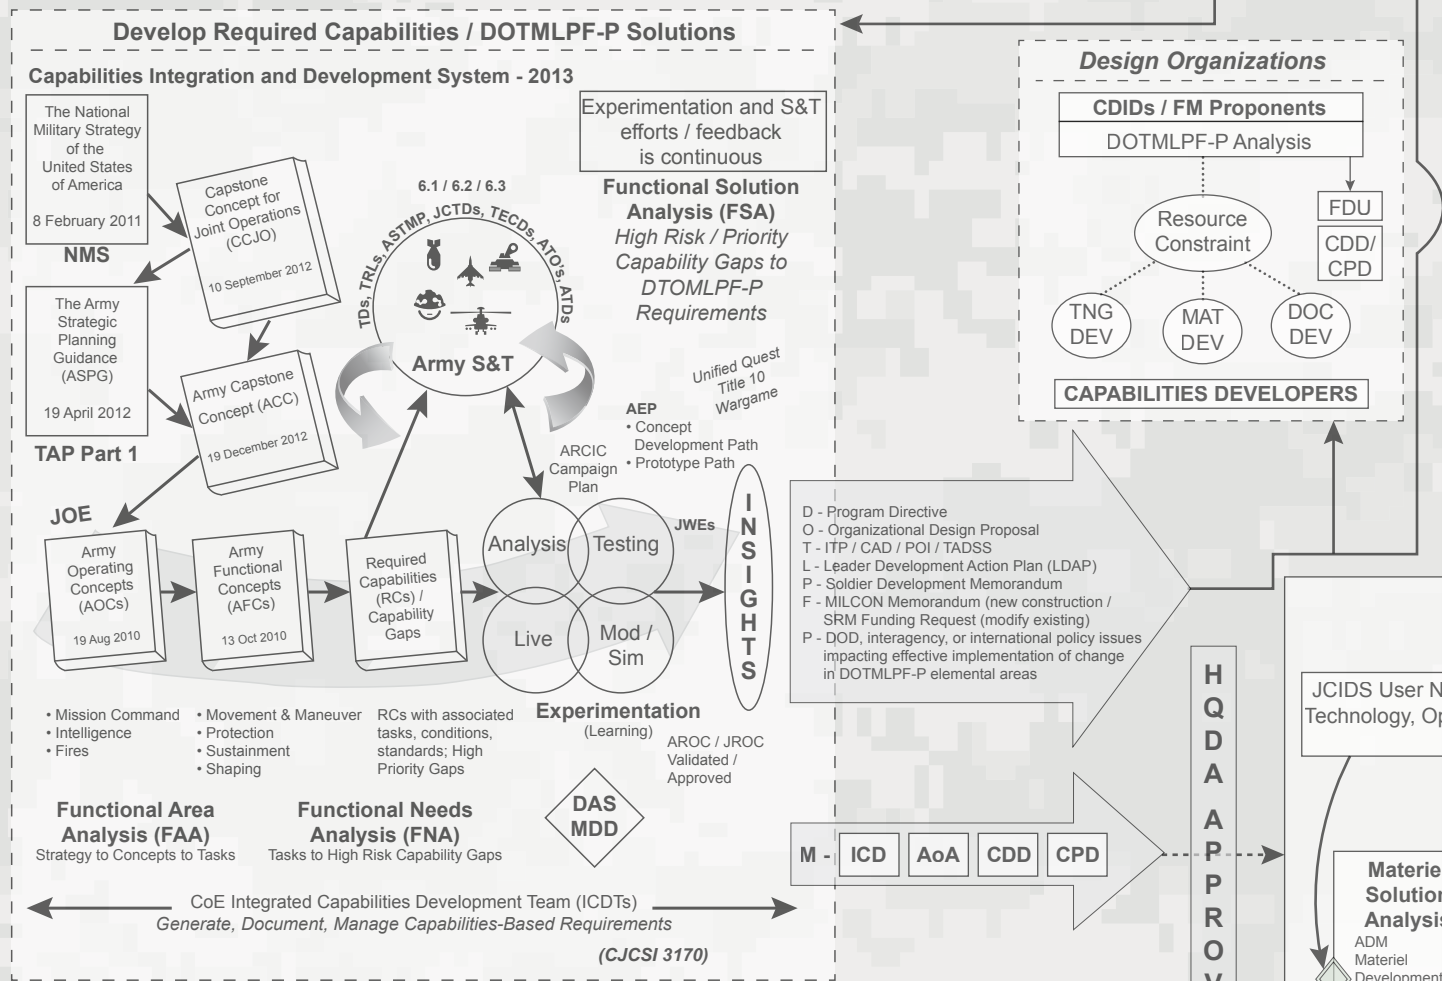 Develop Required Capabilities / DOTMLPF-P Solutions
Capabilities Integration and Development System - 2013
The National
Military Strategy
of the
United States
of America
8 February 2011
NMS
Capstone
Concept for
Joint Operations
(CCJO)
10 September 2012
The Army
Strategic
Planning
Guidance
(ASPG)
19 April 2012
TAP Part 1
Army Capstone
Concept (ACC)
19 December 2012
6.1 / 6.2 / 6.3
TDs, TRLs, ASTMP, JCTDs, TECDs, ATO's, ATDs
Army S&T
Experimentation and S&T
efforts / feedback
is continuous
Functional Solution
Analysis (FSA)
High Risk / Priority
Capability Gaps to
DTOMLPF-P
Requirements
Unified Quest
Title 10
Wargame
AEP
• Concept
Development Path
• Prototype Path
ARCIC
Campaign
Plan
JOE
Army
Operating
Concepts
(AOCs)
19 Aug 2010
Army
Functional
Concepts
(AFCs)
13 Oct 2010
Required
Capabilities
(RCs) /
Capability
Gaps
Analysis
Testing
Live
Mod /
Sim
JWEs
INSIGHTS
• Mission Command
• Intelligence
• Fires
• Movement & Maneuver
• Protection
• Sustainment
• Shaping
RCs with associated
tasks, conditions,
standards; High
Priority Gaps
Experimentation
(Learning)
AROC / JROC
Validated /
Approved
DAS
MDD
Functional Area
Analysis (FAA)
Strategy to Concepts to Tasks
Functional Needs
Analysis (FNA)
Tasks to High Risk Capability Gaps
CoE Integrated Capabilities Development Team (ICDTs)
Generate, Document, Manage Capabilities-Based Requirements
(CJCSI 3170)
Design Organizations
CDIDs / FM Proponents
DOTMLPF-P Analysis
Resource
Constraint
FDU
CDD/
CPD
TNG
DEV
MAT
DEV
DOC
DEV
CAPABILITIES DEVELOPERS
D - Program Directive
O - Organizational Design Proposal
T - ITP / CAD / POI / TADSS
L - Leader Development Action Plan (LDAP)
P - Soldier Development Memorandum
F - MILCON Memorandum (new construction /
SRM Funding Request (modify existing)
P - DOD, interagency, or international policy issues
impacting effective implementation of change
in DOTMLPF-P elemental areas
M - ICD AoA CDD CPD
HQDA APPROV
JCIDS User N
Technology, Op
Materie
Solution
Analysis
ADM
Materiel
Development